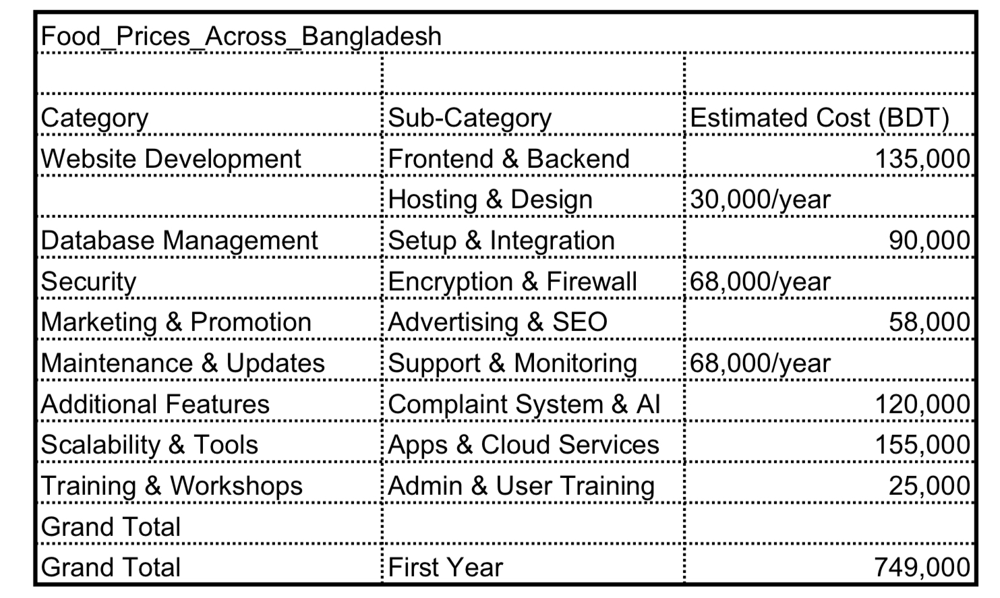 Food_Prices_Across_Bangladesh
Category Sub-Category Estimated Cost (BDT)
Website Development Frontend & Backend 135,000
Hosting & Design 30,000/year
Database Management Setup & Integration 90,000
Security Encryption & Firewall 68,000/year
Marketing & Promotion Advertising & SEO 58,000
Maintenance & Updates Support & Monitoring 68,000/year
Additional Features Complaint System & AI 120,000
Scalability & Tools Apps & Cloud Services 155,000
Training & Workshops Admin & User Training 25,000
Grand Total
Grand Total First Year 749,000